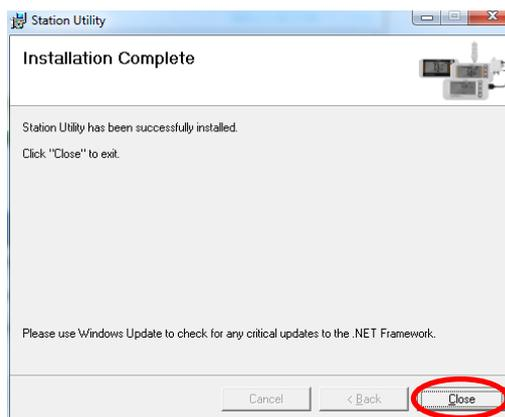 Station Utility
Installation Complete
Station Utility has been successfully installed.
Click "Close" to exit.
Please use Windows Update to check for any critical updates to the .NET Framework.
Cancel
< Back
Close